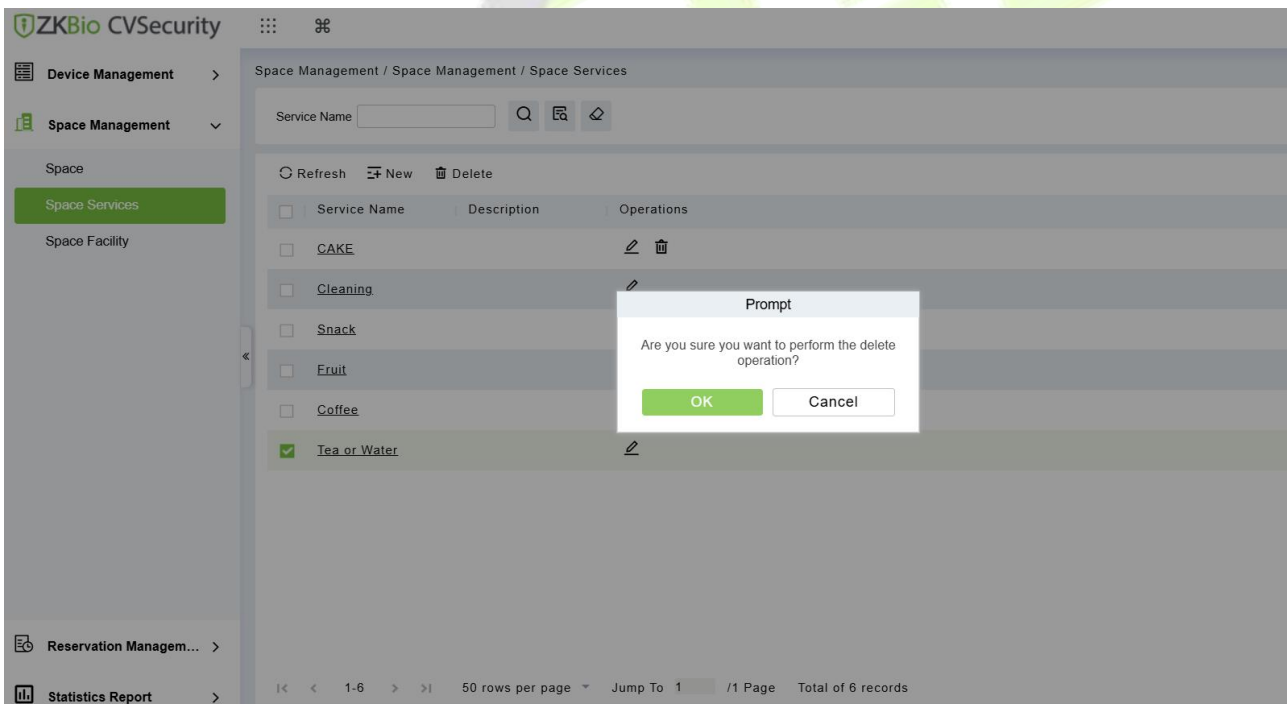 ZKBio CVSecurity
Device Management
Space Management
Space
Space Services
Space Facility
Reservation Managem...
Statistics Report
Space Management / Space Management / Space Services
Service Name
Refresh New Delete
Service Name Description Operations
CAKE
Cleaning
Snack
Fruit
Coffee
Tea or Water
Prompt
Are you sure you want to perform the delete
operation?
OK Cancel
1-6 50 rows per page Jump To 1 /1 Page Total of 6 records